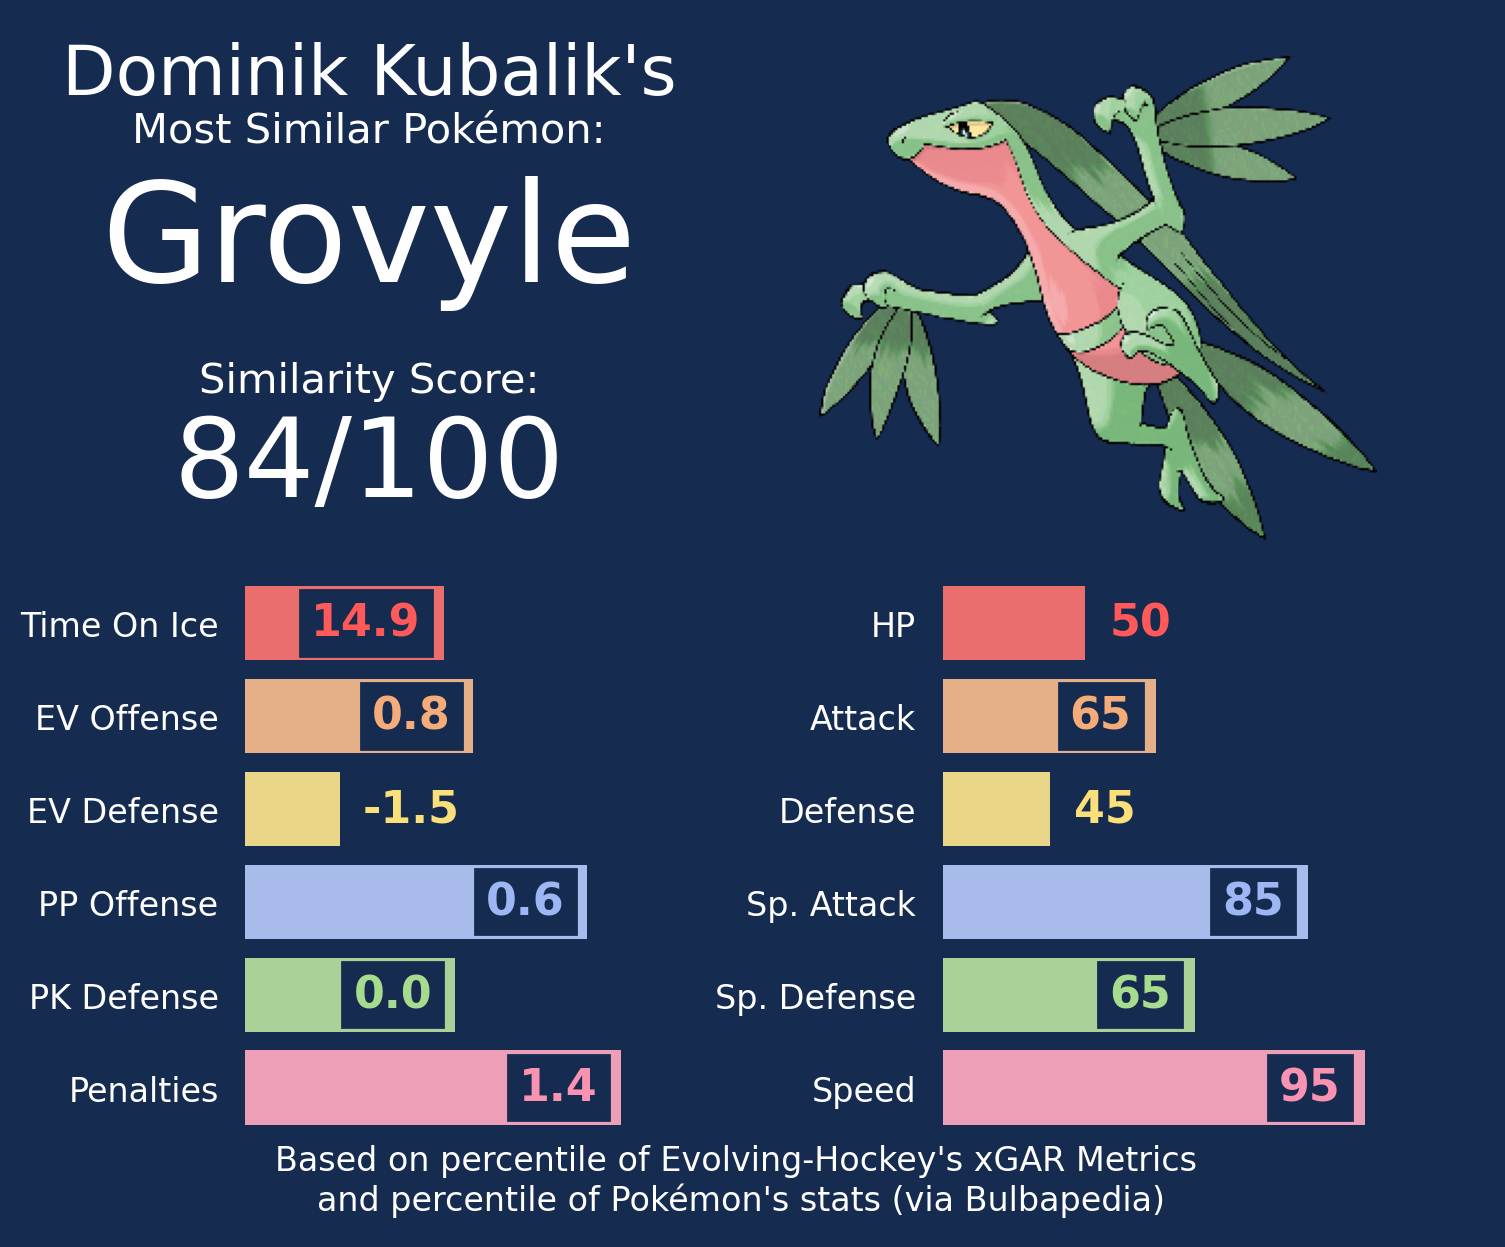 Dominik Kubalik's
Most Similar Pokémon:
Grovyle
Similarity Score:
84/100
Time On Ice 14.9
EV Offense 0.8
EV Defense -1.5
PP Offense 0.6
PK Defense 0.0
Penalties 1.4
HP 50
Attack 65
Defense 45
Sp. Attack 85
Sp. Defense 65
Speed 95
Based on percentile of Evolving-Hockey's xGAR Metrics
and percentile of Pokémon's stats (via Bulbapedia)